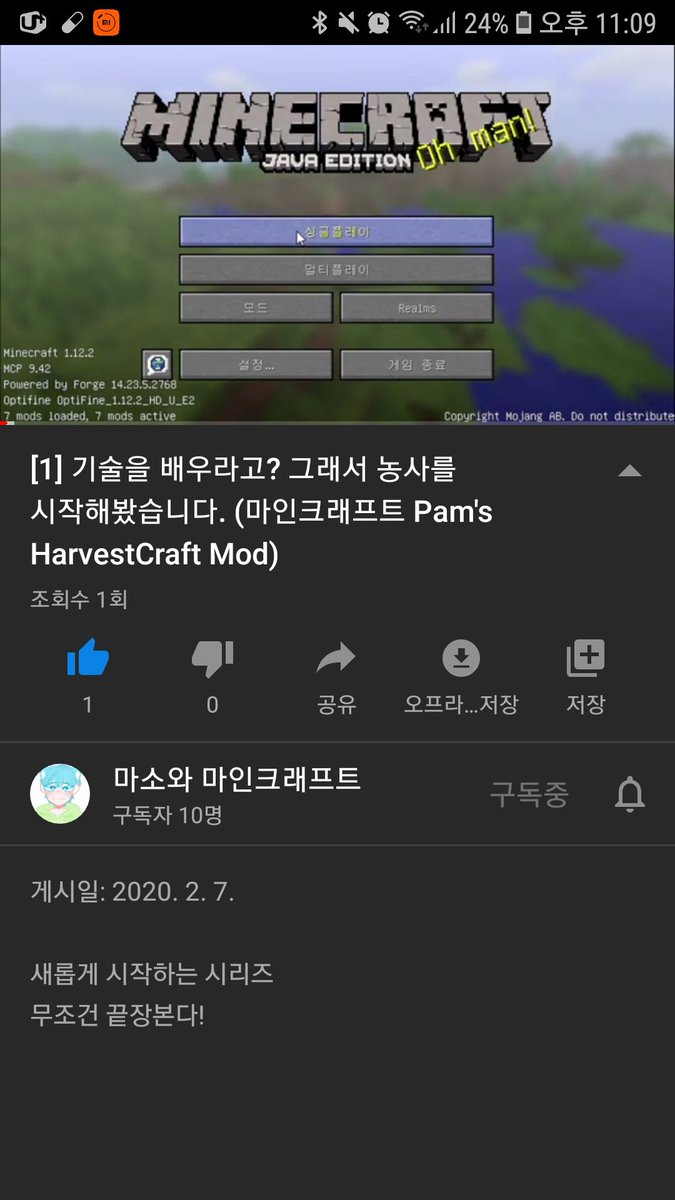 24% 오후 11:09
MINECRAFT
JAVA EDITION
Oh man!
싱글플레이
멀티플레이
모드 Realms
설정... 게임 종료
Minecraft 1.12.2
MCP 9.42
Powered by Forge 14.23.5.2768
Optifine OptiFine_1.12.2_HD_U_E2
7 mods loaded, 7 mods active
Copyright Mojang AB. Do not distribute
[1] 기술을 배우라고? 그래서 농사를
시작해봤습니다. (마인크래프트 Pam's
HarvestCraft Mod)
조회수 1회
1 0 공유 오프라...저장 저장
마소와 마인크래프트
구독자 10명
구독중
게시일: 2020. 2. 7.
새롭게 시작하는 시리즈
무조건 끝장본다!